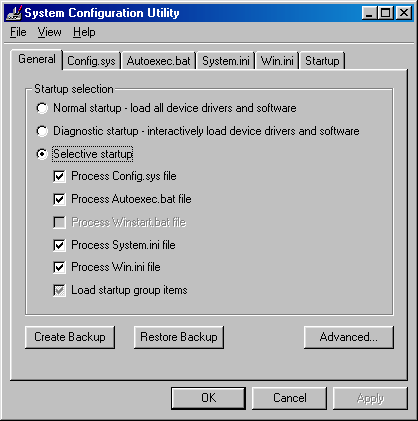 System Configuration Utility
File View Help
General Config.sys Autoexec.bat System.ini Win.ini Startup
Startup selection
Normal startup - load all device drivers and software
Diagnostic startup - interactively load device drivers and software
Selective startup
Process Config.sys file
Process Autoexec.bat file
Process Winstart.bat file
Process System.ini file
Process Win.ini file
Load startup group items
Create Backup Restore Backup Advanced...
OK Cancel Apply